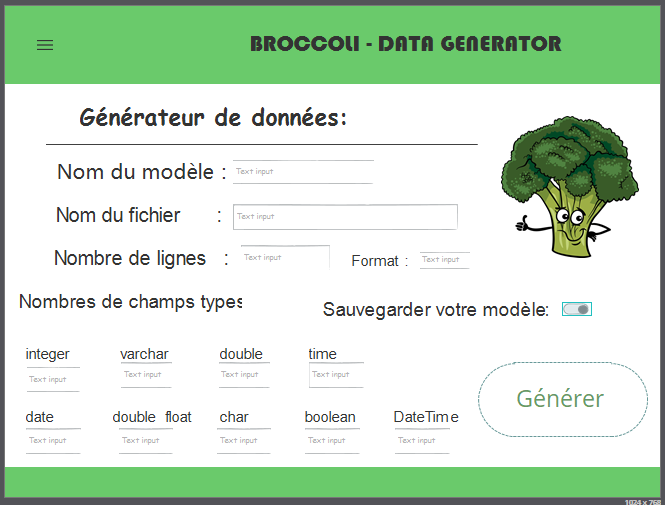 BROCCOLI - DATA GENERATOR
Générateur de données:
Nom du modèle : Text input
Nom du fichier : Text input
Nombre de lignes : Text input Format : Text input
Nombres de champs types
Sauvegarder votre modèle:
integer varchar double time
Text input Text input Text input Text input
Générer
date double float char boolean DateTime
Text input Text input Text input Text input Text input
1024 x 768